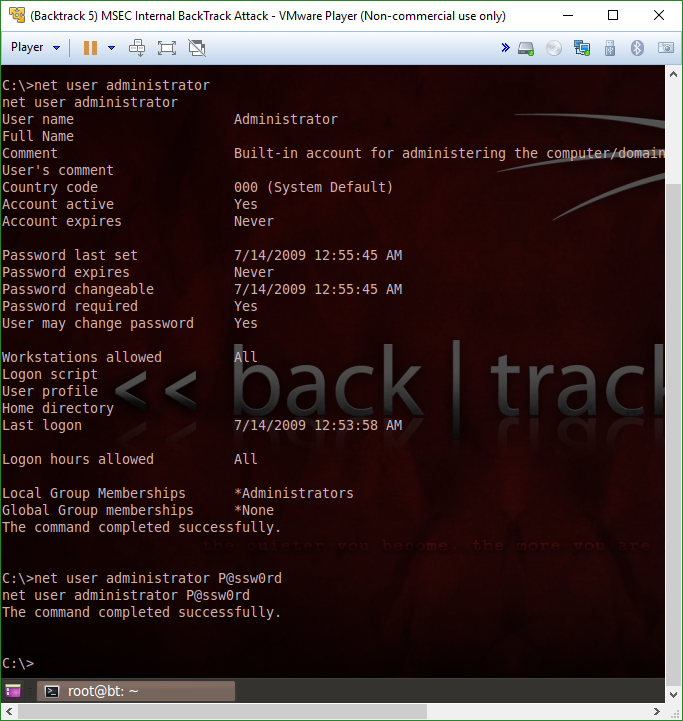 (Backtrack 5) MSEC Internal BackTrack Attack - VMware Player (Non-commercial use only)
Player
C:\>net user administrator
net user administrator
User name Administrator
Full Name
Comment Built-in account for administering the computer/domain
User's comment
Country code 000 (System Default)
Account active Yes
Account expires Never
Password last set 7/14/2009 12:55:45 AM
Password expires Never
Password changeable 7/14/2009 12:55:45 AM
Password required Yes
User may change password Yes
Workstations allowed All
Logon script
User profile
Home directory
Last logon 7/14/2009 12:53:58 AM
<< back | track
Logon hours allowed All
Local Group Memberships *Administrators
Global Group memberships *None
The command completed successfully.
the quieter you become, the more you are
C:\>net user administrator P@ssw0rd
net user administrator P@ssw0rd
The command completed successfully.
C:\>
root@bt: ~